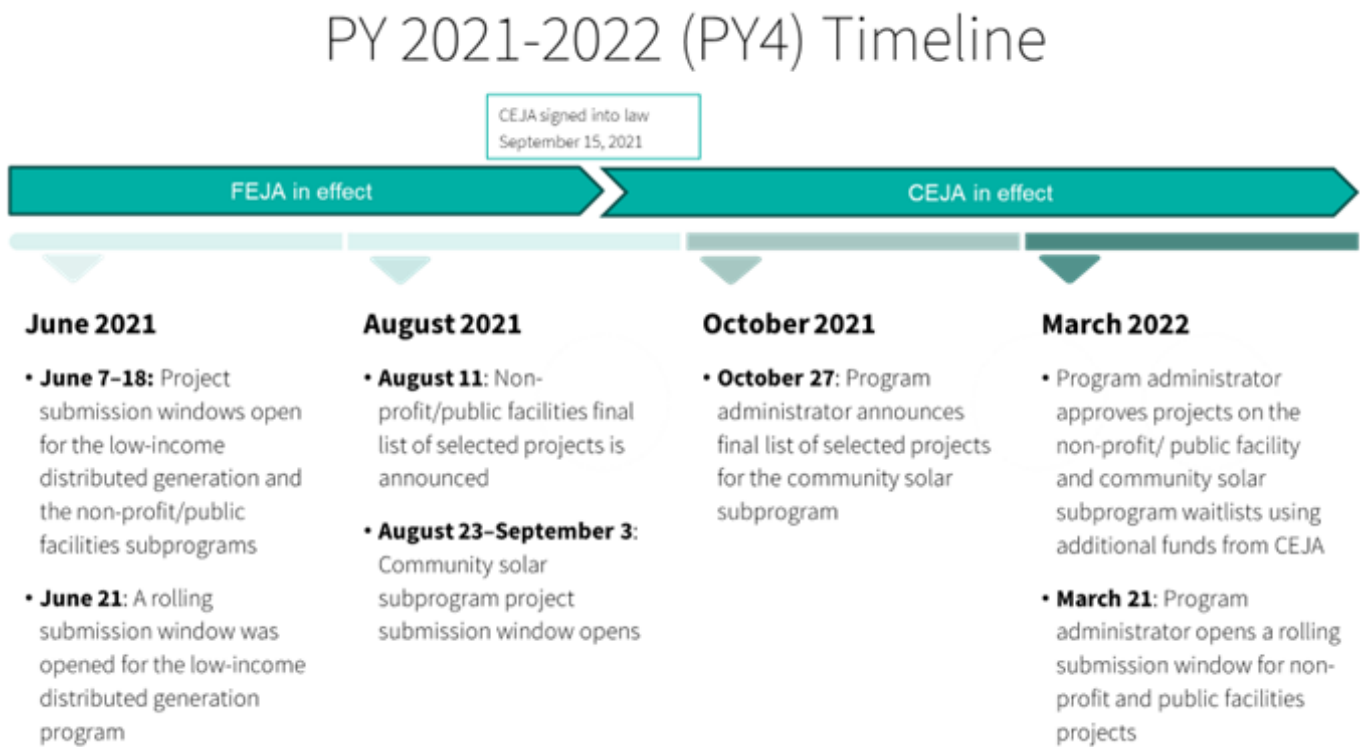 PY 2021-2022 (PY4) Timeline
CEJA signed into law
September 15, 2021
FEJA in effect
CEJA in effect
June 2021
• June 7–18: Project
submission windows open
for the low-income
distributed generation and
the non-profit/public
facilities subprograms
• June 21: A rolling
submission window was
opened for the low-income
distributed generation
program
August 2021
• August 11: Non-
profit/public facilities final
list of selected projects is
announced
• August 23–September 3:
Community solar
subprogram project
submission window opens
October 2021
• October 27: Program
administrator announces
final list of selected projects
for the community solar
subprogram
March 2022
• Program administrator
approves projects on the
non-profit/ public facility
and community solar
subprogram waitlists using
additional funds from CEJA
• March 21: Program
administrator opens a rolling
submission window for non-
profit and public facilities
projects